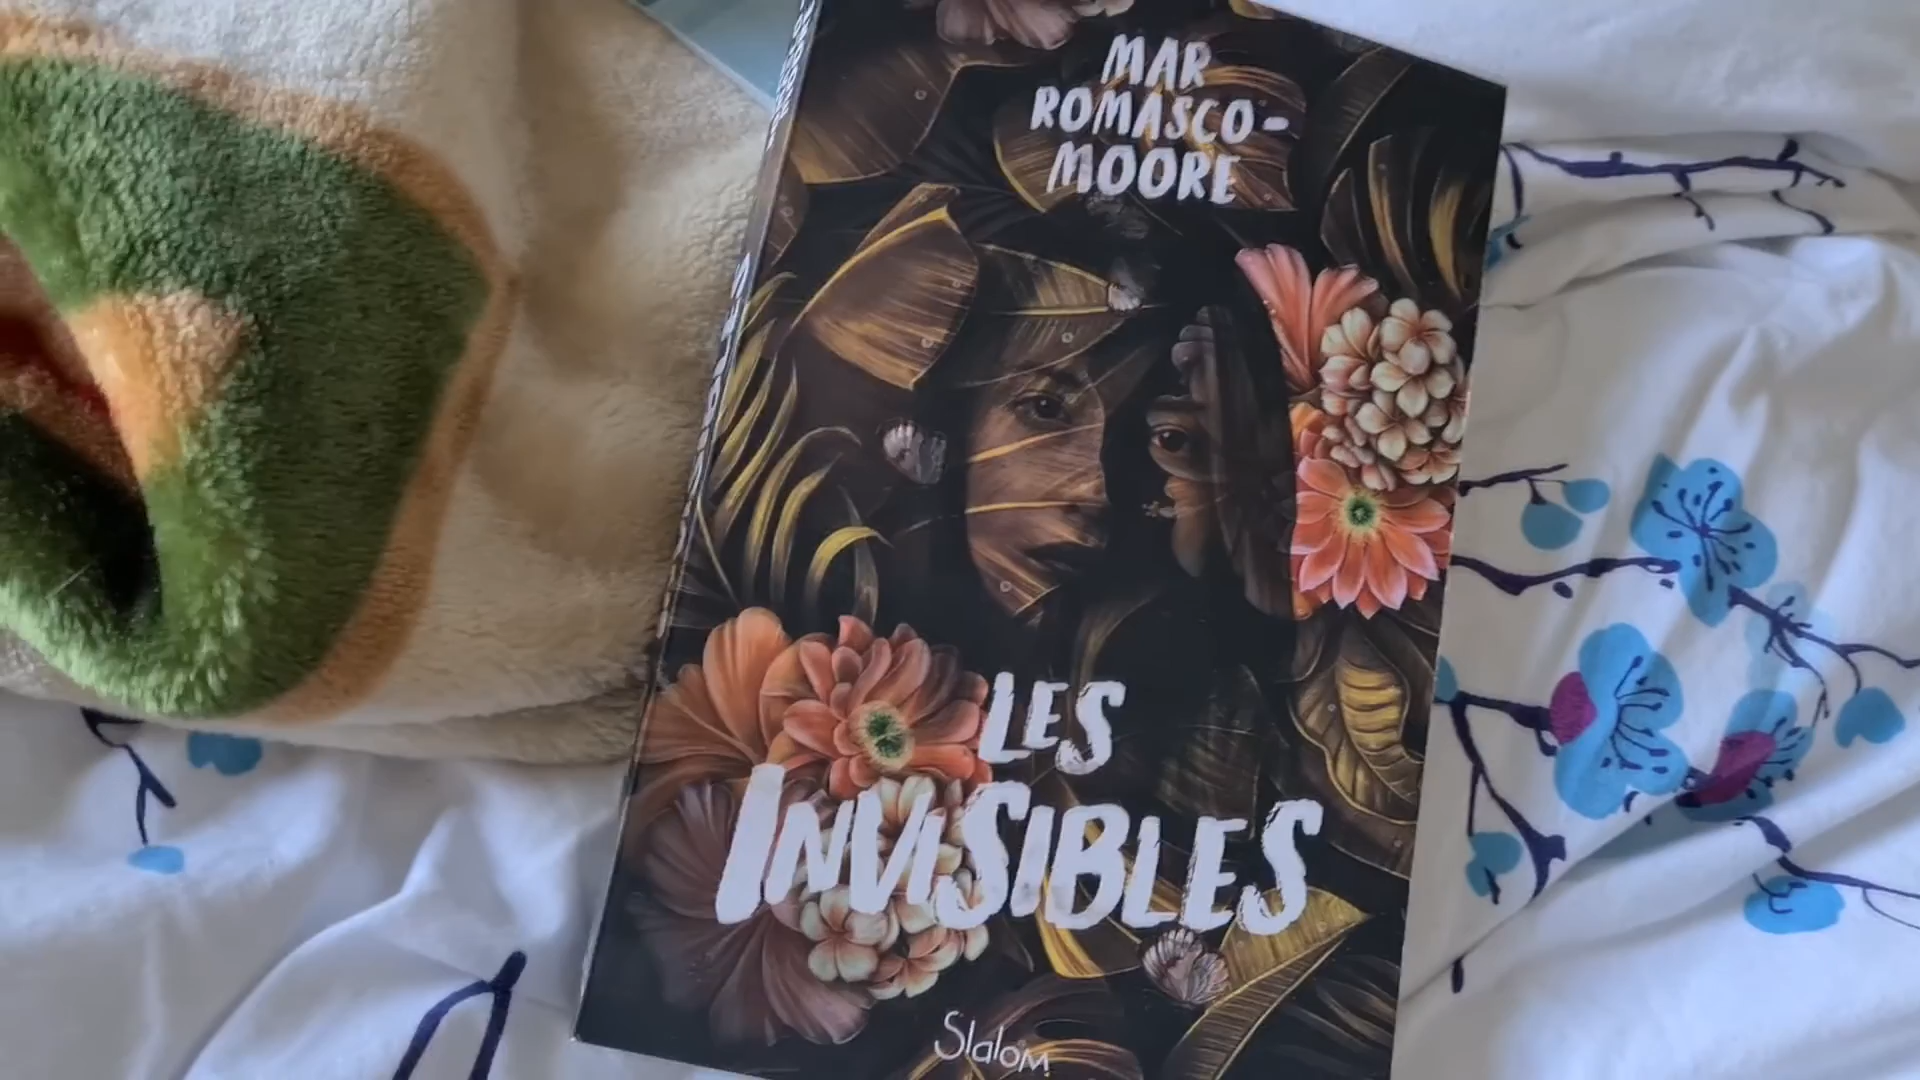 MAR
ROMASCO-
MOORE
LES
INVISIBLES
Slalom